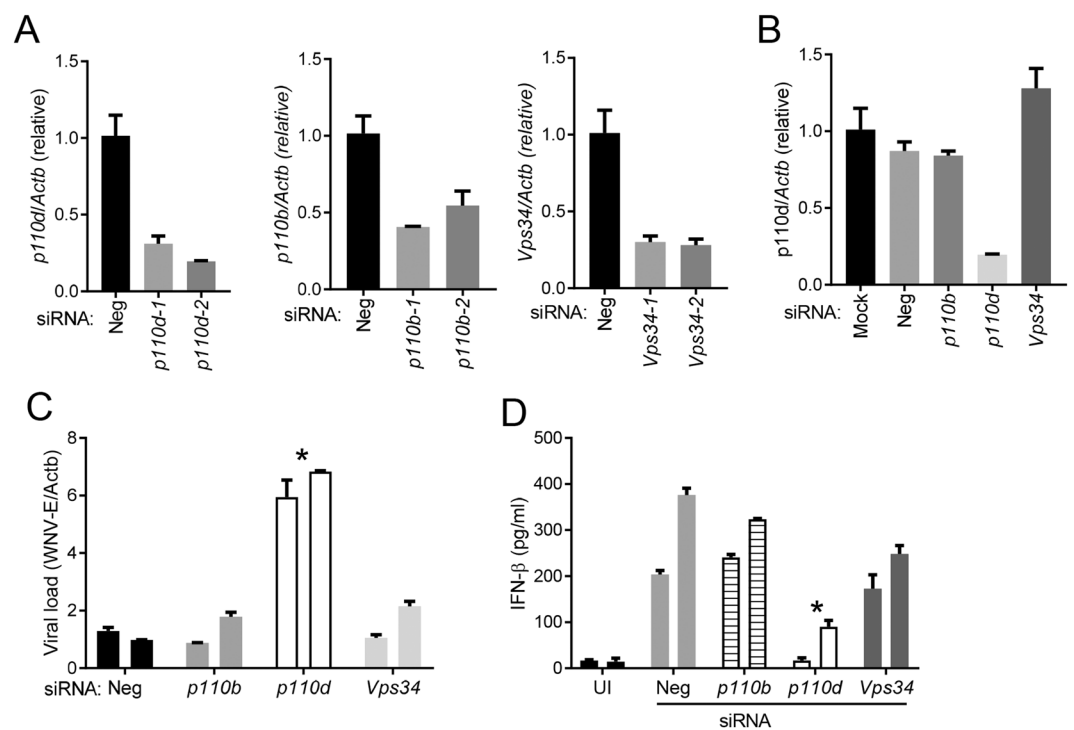 A
p110d/Actb (relative)
1.5
1.0
0.5
0.0
siRNA:
Neg
p110d-1
p110d-2
p110b/Actb (relative)
1.5
1.0
0.5
0.0
siRNA:
Neg
p110b-1
p110b-2
Vps34/Actb (relative)
1.5
1.0
0.5
0.0
siRNA:
Neg
Vps34-1
Vps34-2
B
p110d/Actb (relative)
1.5
1.0
0.5
0.0
siRNA:
Mock
Neg
p110b
p110d
Vps34
C
Viral load (WNV-E/Actb)
8
6
4
2
0
*
siRNA: Neg p110b p110d Vps34
D
IFN-β (pg/ml)
500
400
300
200
100
0
*
UI Neg p110b p110d Vps34
siRNA